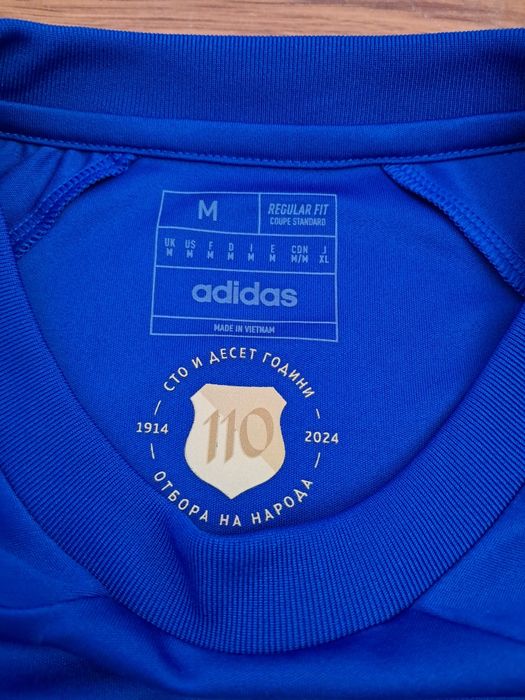 M
REGULAR FIT
COUPE STANDARD
UK US F D I E CDN J
M M M M M M M/M XL
adidas
MADE IN VIETNAM
СТО И ДЕСЕТ ГОДИНИ
1914
110
2024
ОТБОРА НА НАРОДА